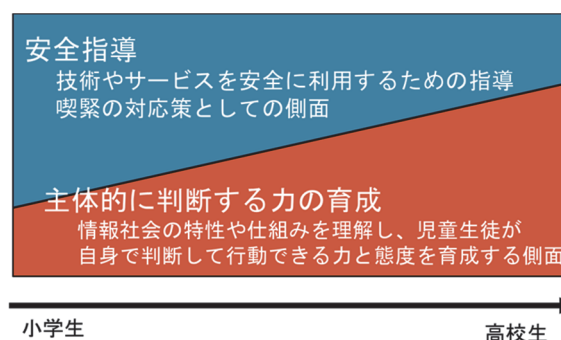 安全指導
技術やサービスを安全に利用するための指導
喫緊の対応策としての側面
主体的に判断する力の育成
情報社会の特性や仕組みを理解し、児童生徒が
自身で判断して行動できる力と態度を育成する側面
小学生
高校生